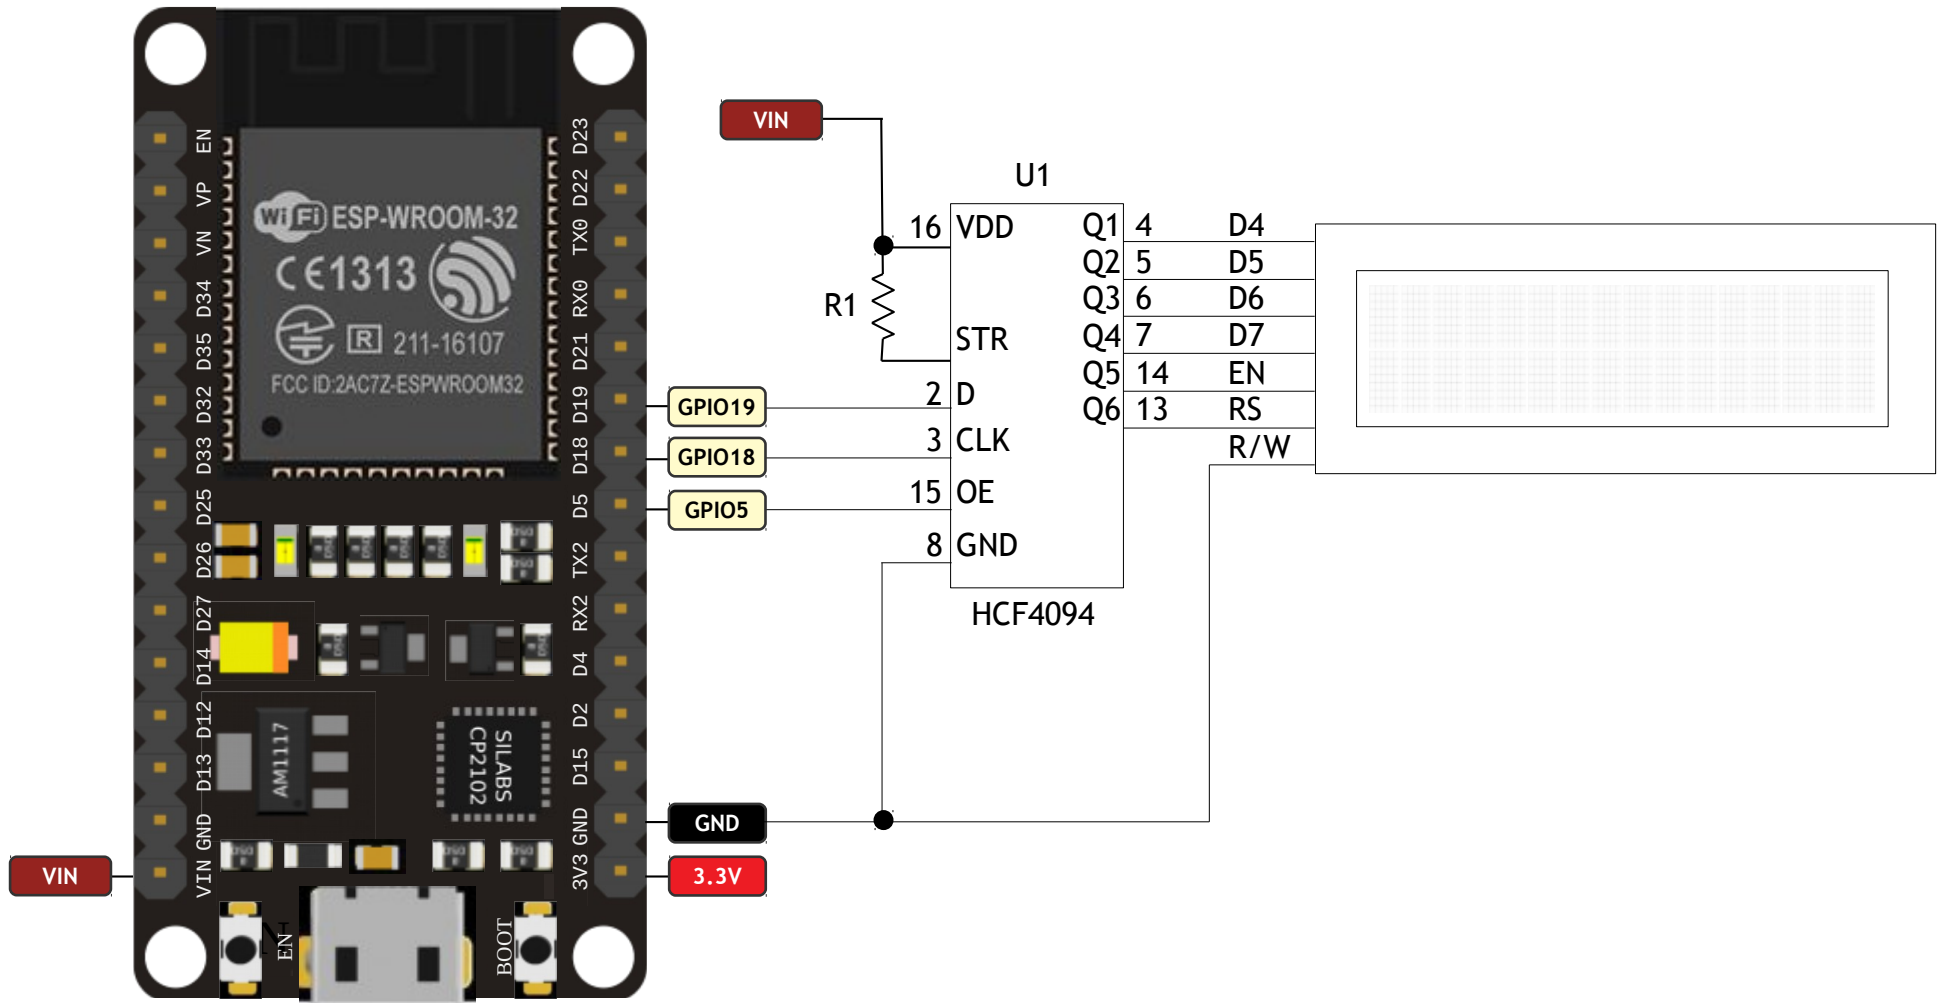 EN
VP
VN
D34
D35
D32
D33
D25
D26
D27
D14
D12
D13
GND
VIN
VIN
WiFi ESP-WROOM-32
CE1313
R 211-16107
FCC ID:2AC7Z-ESPWROOM32
AM1117
SILABS
CP2102
EN
BOOT
D23
D22
TX0
RX0
D21
D19
D18
D5
TX2
RX2
D4
D2
D15
GND
3V3
GPIO19
GPIO18
GPIO5
GND
3.3V
VIN
R1
U1
16 VDD
STR
2 D
3 CLK
15 OE
8 GND
Q1 4 D4
Q2 5 D5
Q3 6 D6
Q4 7 D7
Q5 14 EN
Q6 13 RS
R/W
HCF4094